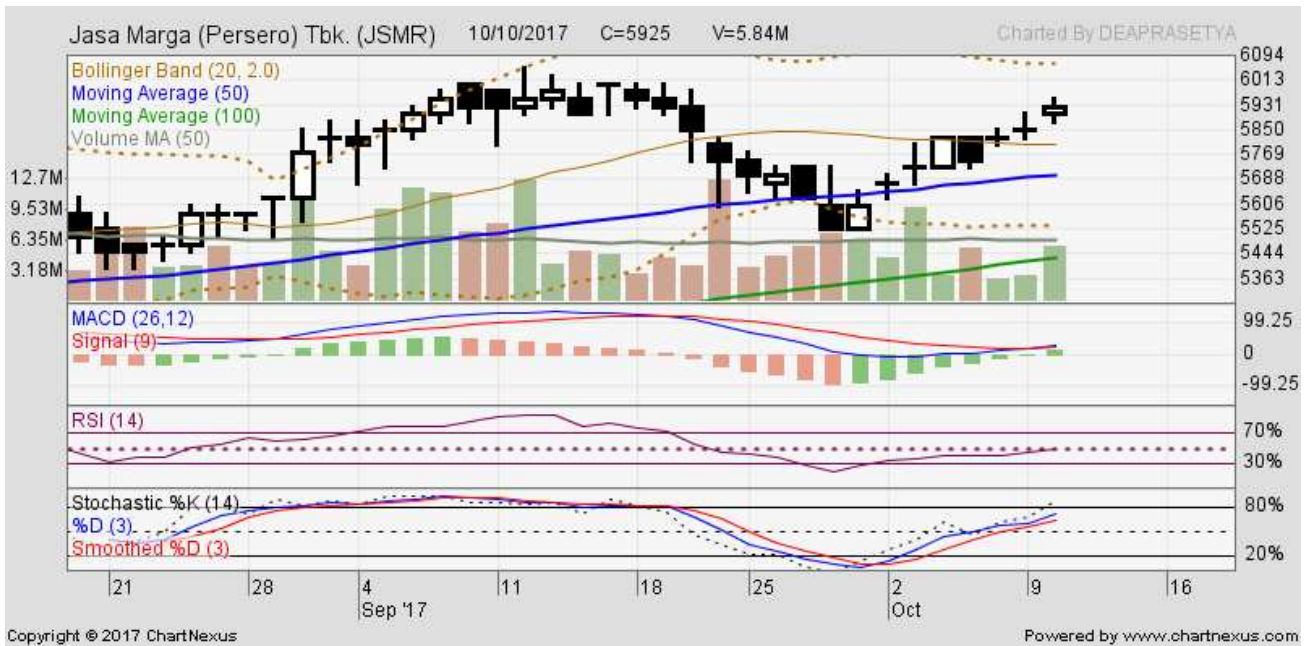 Jasa Marga (Persero) Tbk. (JSMR) 10/10/2017 C=5925 V=5.84M Charted By DEAPRASETYA
Bollinger Band (20, 2.0)
Moving Average (50)
Moving Average (100)
Volume MA (50)
12.7M
9.53M
6.35M
3.18M
6094
6013
5931
5850
5769
5688
5606
5525
5444
5363
MACD (26,12)
Signal (9)
99.25
0
-99.25
RSI (14)
70%
30%
Stochastic %K (14)
%D (3)
Smoothed %D (3)
80%
20%
21 28 4 11 18 25 2 9 16
Sep '17 Oct
Copyright © 2017 ChartNexus Powered by www.chartnexus.com